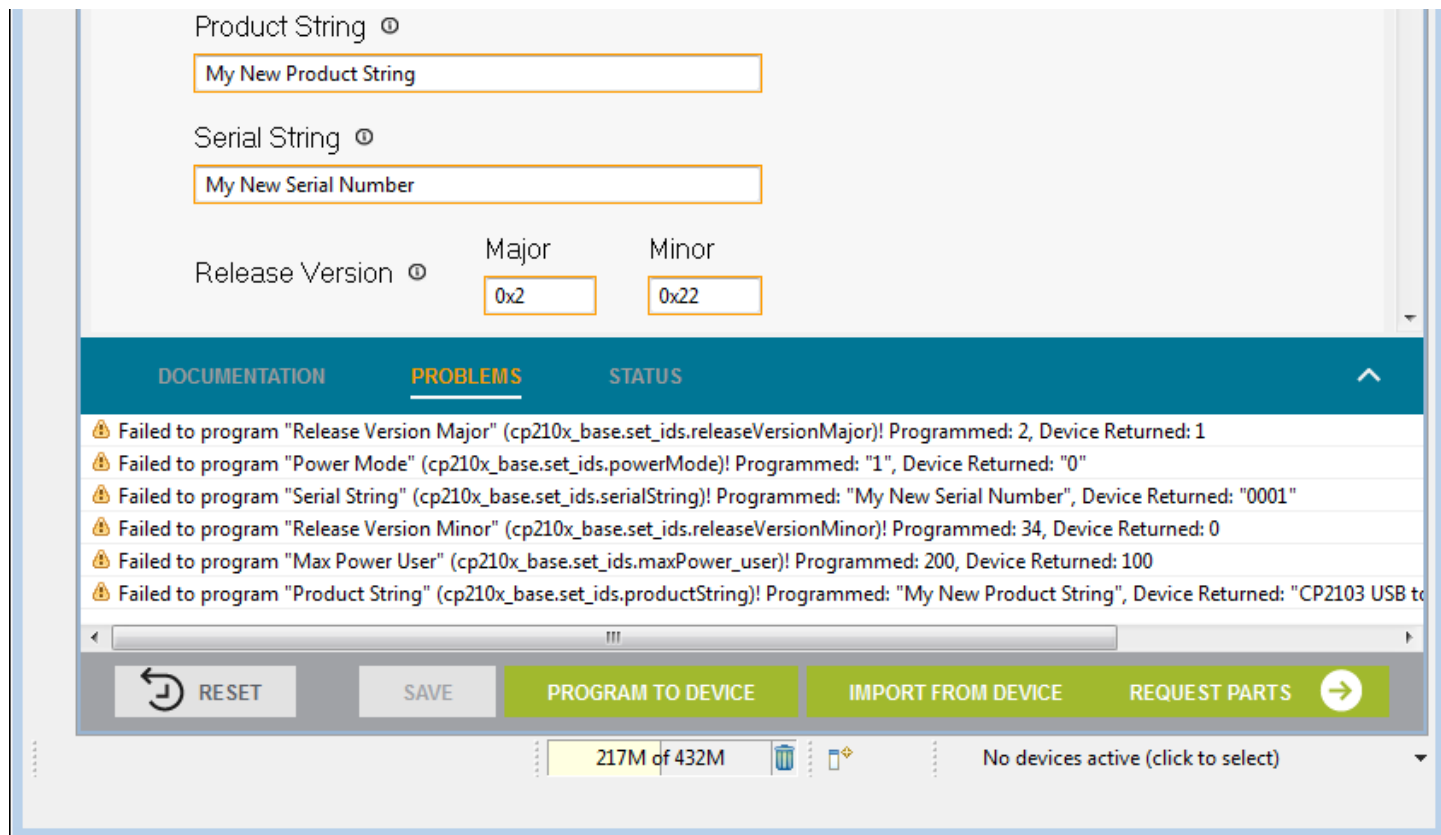 Product String
My New Product String
Serial String
My New Serial Number
Major Minor
Release Version
0x2 0x22
DOCUMENTATION PROBLEMS STATUS
Failed to program "Release Version Major" (cp210x_base.set_ids.releaseVersionMajor)! Programmed: 2, Device Returned: 1
Failed to program "Power Mode" (cp210x_base.set_ids.powerMode)! Programmed: "1", Device Returned: "0"
Failed to program "Serial String" (cp210x_base.set_ids.serialString)! Programmed: "My New Serial Number", Device Returned: "0001"
Failed to program "Release Version Minor" (cp210x_base.set_ids.releaseVersionMinor)! Programmed: 34, Device Returned: 0
Failed to program "Max Power User" (cp210x_base.set_ids.maxPower_user)! Programmed: 200, Device Returned: 100
Failed to program "Product String" (cp210x_base.set_ids.productString)! Programmed: "My New Product String", Device Returned: "CP2103 USB to
RESET SAVE PROGRAM TO DEVICE IMPORT FROM DEVICE REQUEST PARTS
217M of 432M No devices active (click to select)